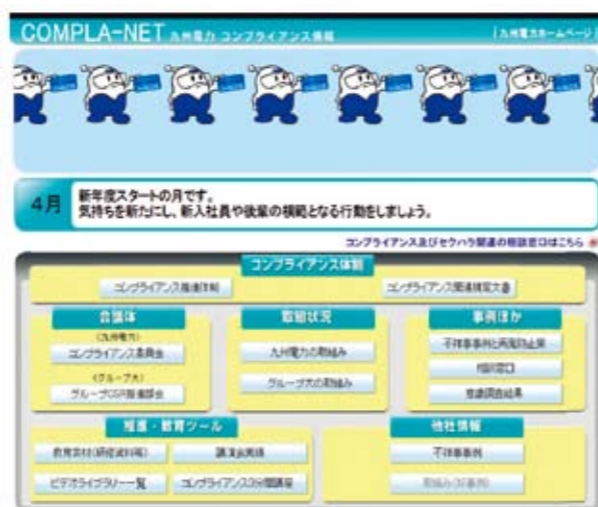 COMPLA-NET 九州電力 コンプライアンス情報
[九州電力ホームページ]
4月
新年度スタートの月です。
気持ちを新たにし、新入社員や後輩の模範となる行動をしましょう。
コンプライアンス及びセクハラ関連の相談窓口はこちら
コンプライアンス体制
コンプライアンス推進体制
コンプライアンス関連規定文書
会議体
(九州電力)
コンプライアンス委員会
(グループ大)
グループCSR推進部会
取組状況
九州電力の取組み
グループ大の取組み
事例ほか
不祥事事例と再発防止策
相談窓口
意識調査結果
推進・教育ツール
教育素材(研修資料等)
講演会実績
ビデオライブラリー一覧
コンプライアンス3分間講座
他社情報
不祥事事例